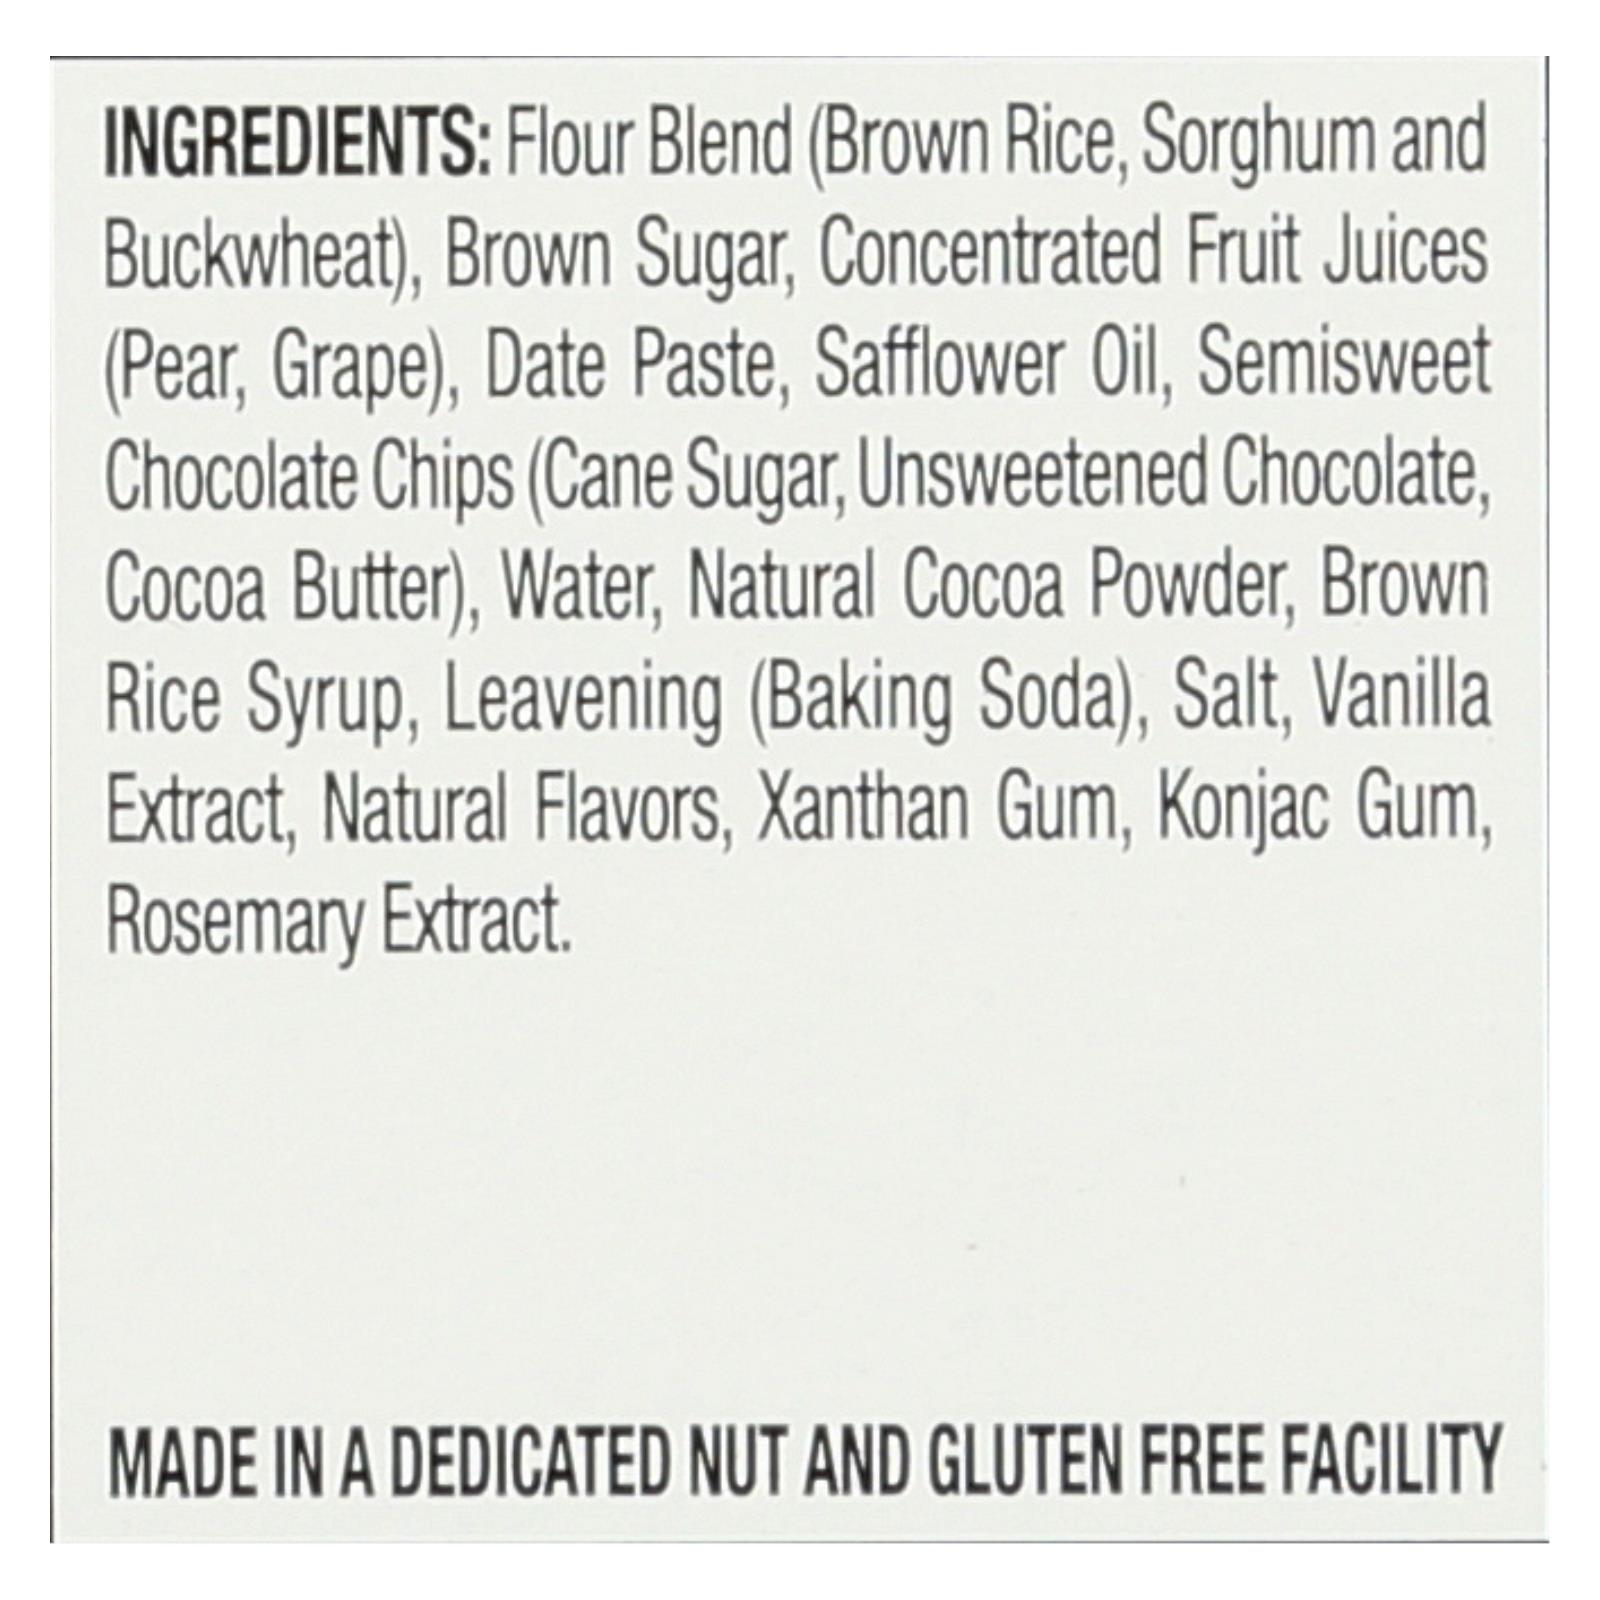 INGREDIENTS: Flour Blend (Brown Rice, Sorghum and
Buckwheat), Brown Sugar, Concentrated Fruit Juices
(Pear, Grape), Date Paste, Safflower Oil, Semisweet
Chocolate Chips (Cane Sugar, Unsweetened Chocolate,
Cocoa Butter), Water, Natural Cocoa Powder, Brown
Rice Syrup, Leavening (Baking Soda), Salt, Vanilla
Extract, Natural Flavors, Xanthan Gum, Konjac Gum,
Rosemary Extract.
MADE IN A DEDICATED NUT AND GLUTEN FREE FACILITY